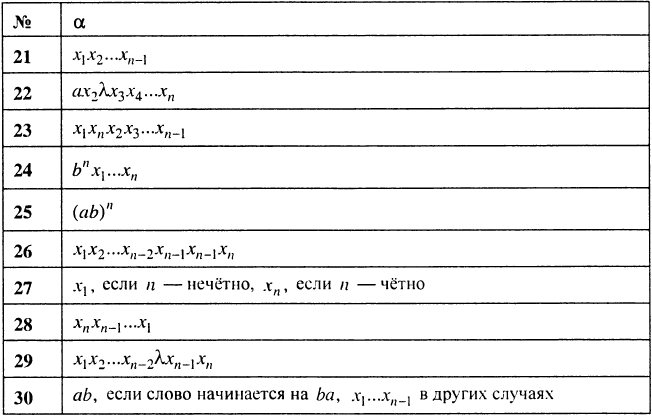 № α
21 x₁x₂...xₙ₋₁
22 ax₂λx₃x₄...xₙ
23 x₁xₙx₂x₃...xₙ₋₁
24 bⁿx₁...xₙ
25 (ab)ⁿ
26 x₁x₂...xₙ₋₂xₙ₋₁xₙ₋₁xₙ
27 x₁, если n — нечётно, xₙ, если n — чётно
28 xₙxₙ₋₁...x₁
29 x₁x₂...xₙ₋₂λxₙ₋₁xₙ
30 ab, если слово начинается на ba, x₁...xₙ₋₁ в других случаях